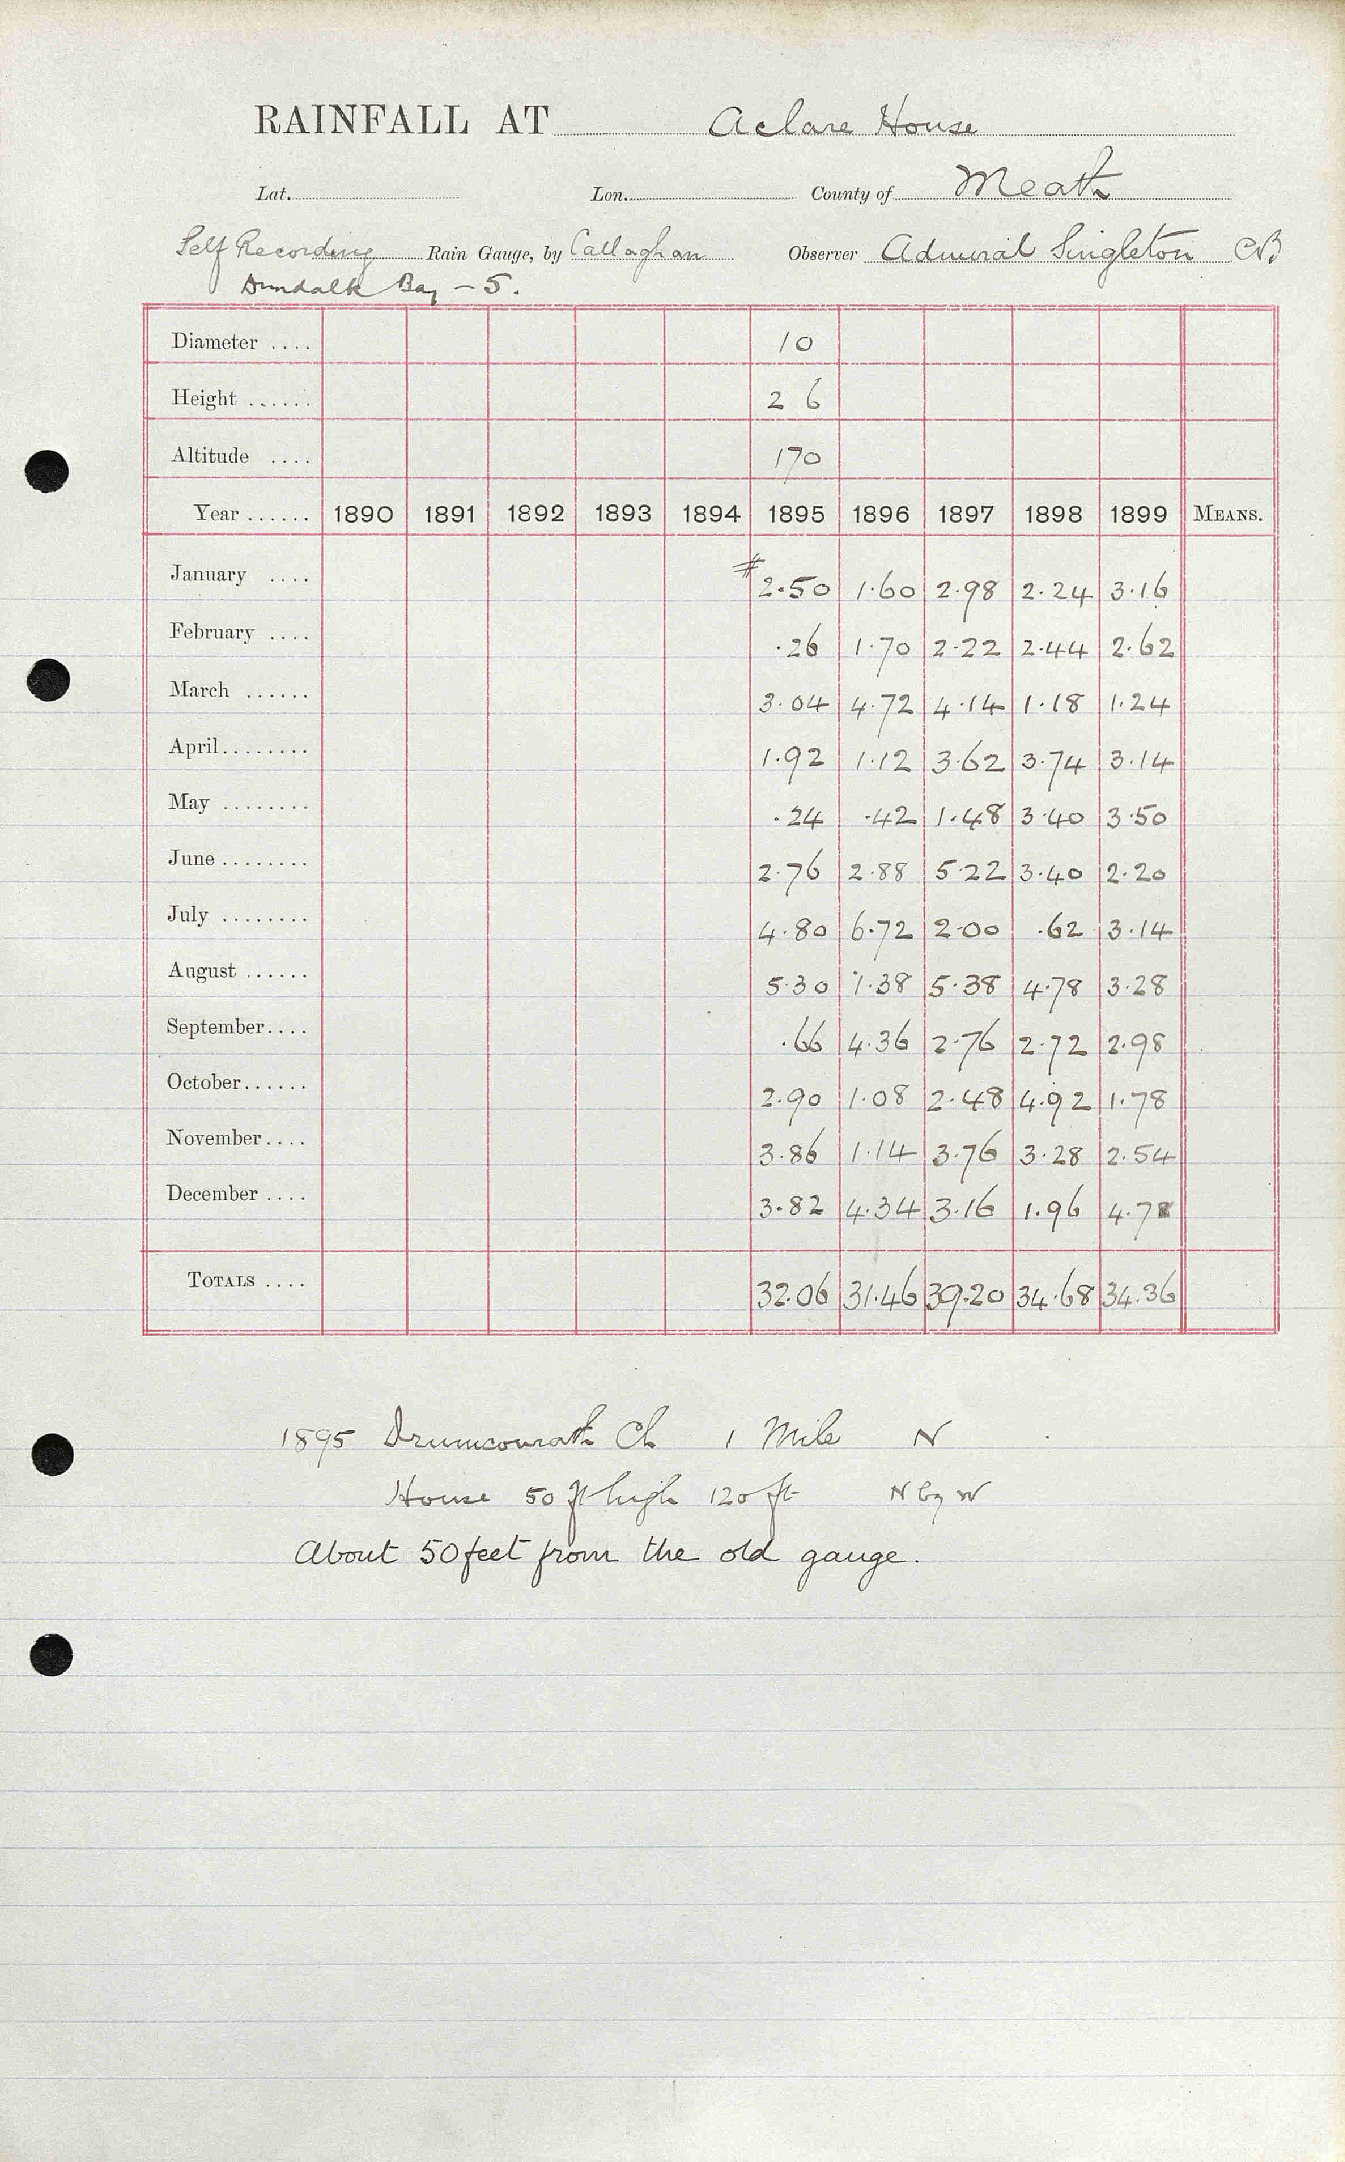 RAINFALL AT Aclare House
Lat. Lon. County of Meath
Self Recording Rain Gauge, by Callaghan Observer Admiral Singleton CB
Dundalk Bay - 5.
Diameter .... 10
Height ...... 2 6
Altitude .... 170
Year ...... 1890 1891 1892 1893 1894 1895 1896 1897 1898 1899 MEANS.
January .... # 2.50 1.60 2.98 2.24 3.16
February .... .26 1.70 2.22 2.44 2.62
March ...... 3.04 4.72 4.14 1.18 1.24
April ........ 1.92 1.12 3.62 3.74 3.14
May ........ .24 .42 1.48 3.40 3.50
June ........ 2.76 2.88 5.22 3.40 2.20
July ........ 4.80 6.72 2.00 .62 3.14
August ...... 5.30 1.38 5.38 4.78 3.28
September .... .66 4.36 2.76 2.72 2.98
October ...... 2.90 1.08 2.48 4.92 1.78
November .... 3.86 1.14 3.76 3.28 2.54
December .... 3.82 4.34 3.16 1.96 4.78
TOTALS .... 32.06 31.46 39.20 34.68 34.36
1895 Drumconrath Ch 1 Mile N
House 50 ft high 120 ft N by W
About 50 feet from the old gauge.